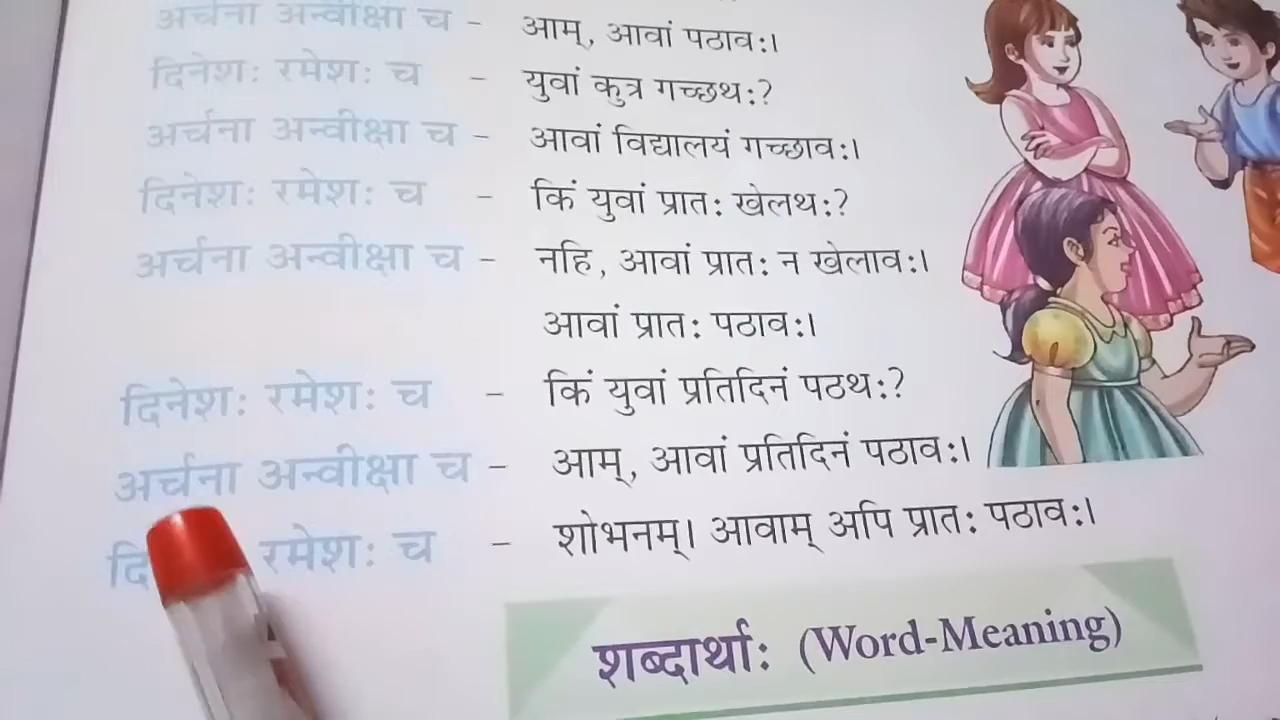 अर्चना अन्वीक्षा च - आम्, आवां पठावः।
दिनेशः रमेशः च - युवां कुत्र गच्छथः?
अर्चना अन्वीक्षा च - आवां विद्यालयं गच्छावः।
दिनेशः रमेशः च - किं युवां प्रातः खेलथः?
अर्चना अन्वीक्षा च - नहि, आवां प्रातः न खेलावः।
आवां प्रातः पठावः।
दिनेशः रमेशः च - किं युवां प्रतिदिनं पठथः?
अर्चना अन्वीक्षा च - आम्, आवां प्रतिदिनं पठावः।
रमेशः च - शोभनम्। आवाम् अपि प्रातः पठावः।
शब्दार्थाः (Word-Meaning)